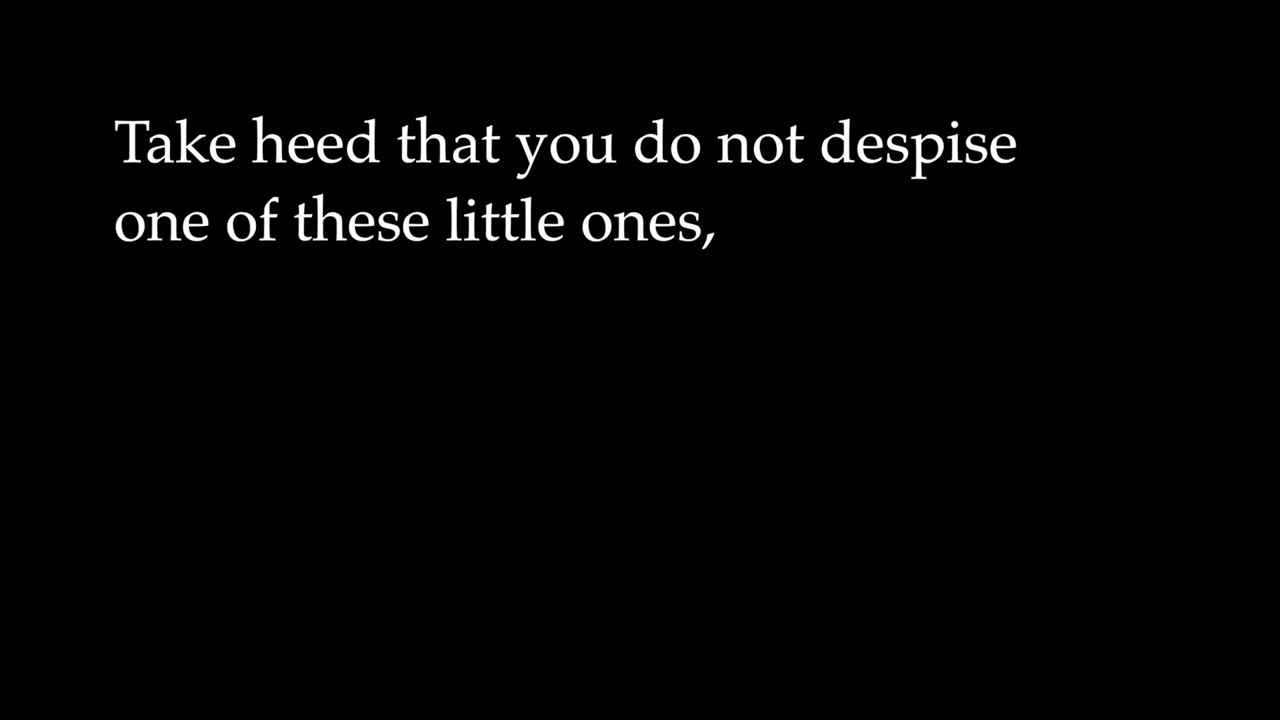 Take heed that you do not despise
one of these little ones,